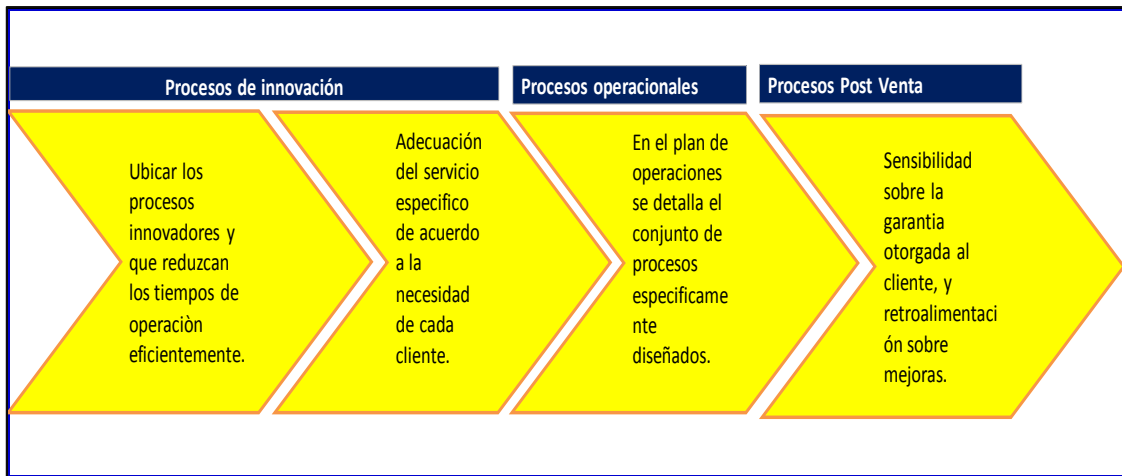 Procesos de innovación
Procesos operacionales
Procesos Post Venta
Ubicar los
procesos
innovadores y
que reduzcan
los tiempos de
operaciòn
eficientemente.
Adecuación
del servicio
especifico
de acuerdo
a la
necesidad
de cada
cliente.
En el plan de
operaciones
se detalla el
conjunto de
procesos
especificame
nte
diseñados.
Sensibilidad
sobre la
garantia
otorgada al
cliente, y
retroalimentaci
ón sobre
mejoras.